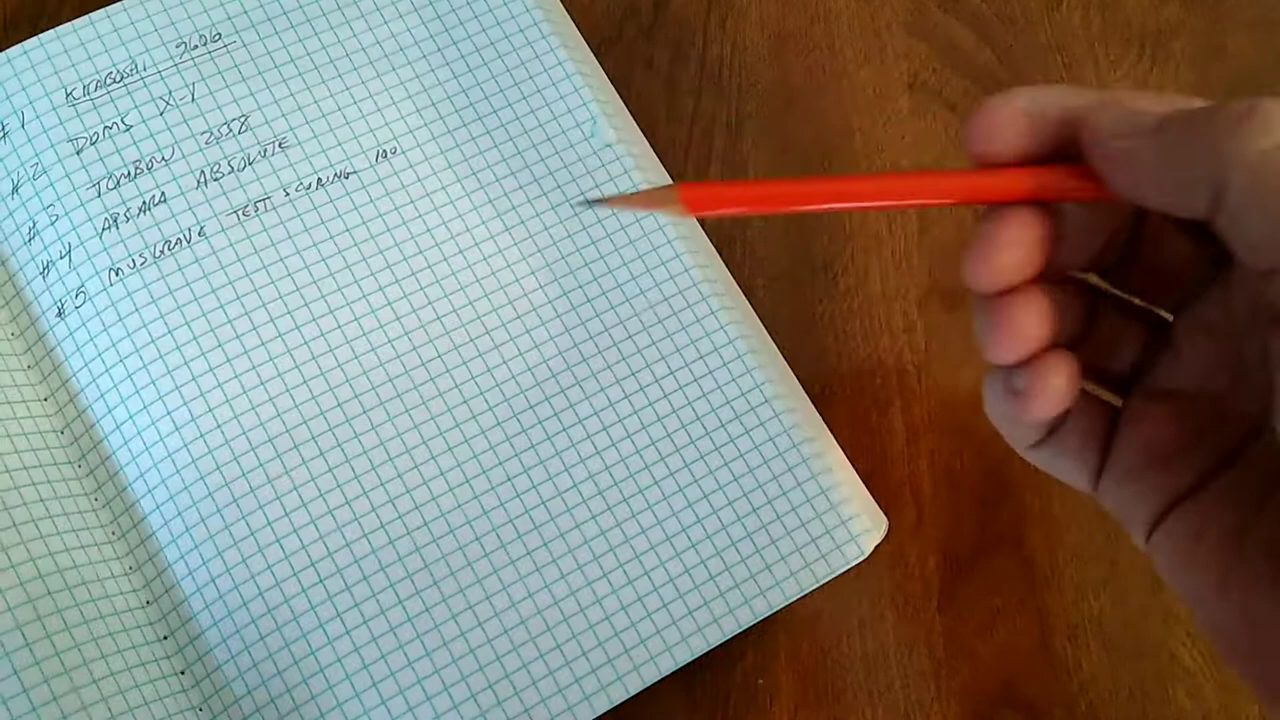 #1 KITABOSHI 9606
#2 DOMS X-1
#3 TOMBOW 2558
#4 APSARA ABSOLUTE
#5 MUSGRAVE TEST SCORING 100